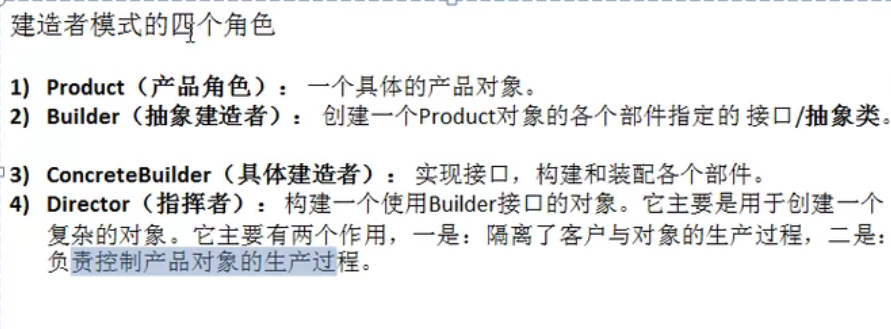 建造者模式的四个角色
1) Product（产品角色）： 一个具体的产品对象。
2) Builder（抽象建造者）： 创建一个Product对象的各个部件指定的 接口/抽象类。
3) ConcreteBuilder（具体建造者）： 实现接口，构建和装配各个部件。
4) Director（指挥者）： 构建一个使用Builder接口的对象。它主要是用于创建一个
复杂的对象。它主要有两个作用，一是：隔离了客户与对象的生产过程，二是：
负责控制产品对象的生产过程。